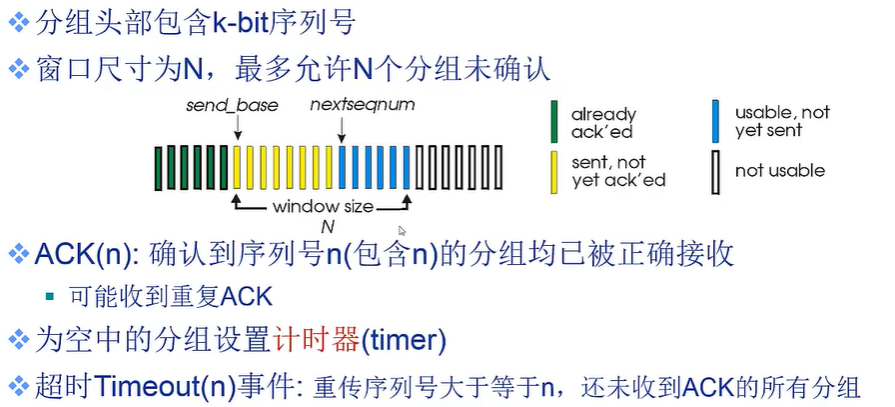 分组头部包含k-bit序列号
窗口尺寸为N，最多允许N个分组未确认
send_base nextseqnum
already ack'ed
usable, not yet sent
sent, not yet ack'ed
not usable
window size
N
ACK(n): 确认到序列号n(包含n)的分组均已被正确接收
可能收到重复ACK
为空中的分组设置计时器(timer)
超时Timeout(n)事件: 重传序列号大于等于n，还未收到ACK的所有分组